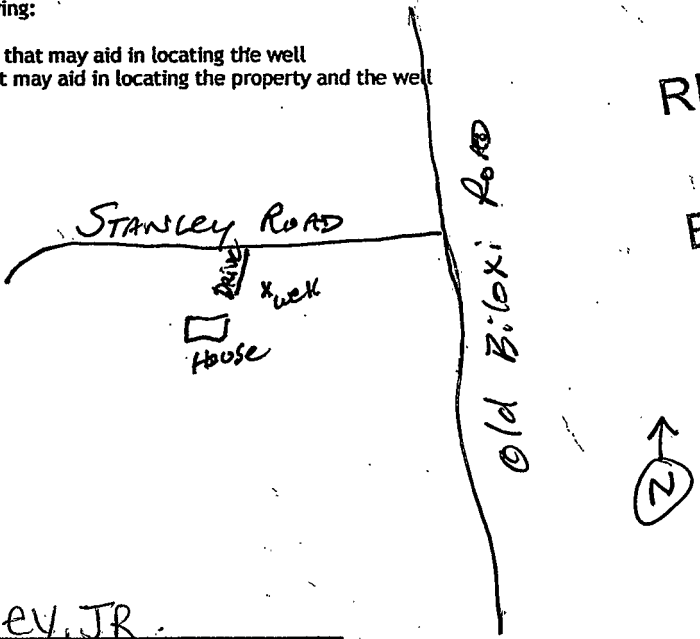 ring:
that may aid in locating the well
t may aid in locating the property and the well
R
STANLEY ROAD
Old Biloxi Road
DRIVE
x well
House
N
ey, JR.